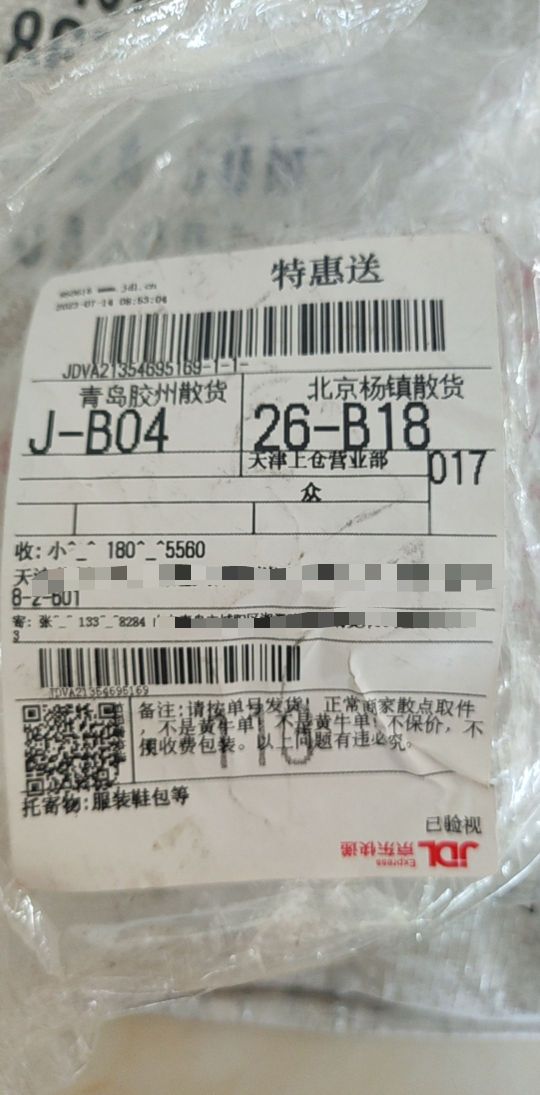 特惠送
2023-07-14 08:53:04
JDVA21354695169-1-1-
青岛胶州散货
北京杨镇散货
J-B04
26-B18
天津上仓营业部
017
众
收:小^_^ 180^_^5560
天津
8-2-601
寄:张^_^ 133^_^8284
3
JDVA21354695169
备注:请按单号发货!正常商家散点取件
,不是黄牛单!不是黄牛单!不保价,不
收费包装。以上问题有违必究。
托寄物:服装鞋包等
已验视
JDL
京东快递
Express